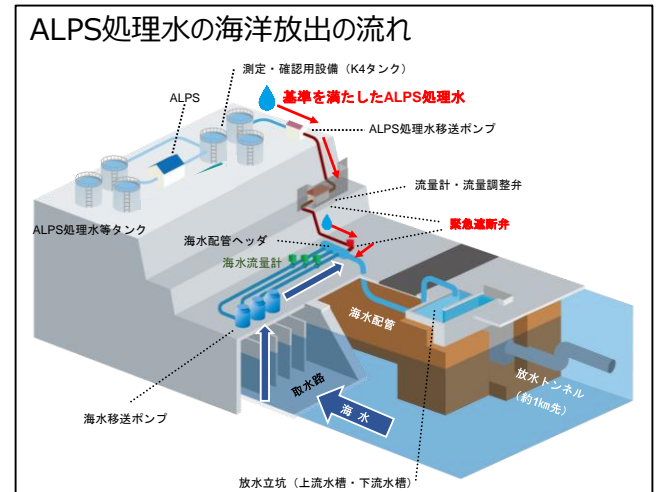 ALPS処理水の海洋放出の流れ
測定・確認用設備（K4タンク）
基準を満たしたALPS処理水
ALPS
ALPS処理水移送ポンプ
流量計・流量調整弁
緊急遮断弁
ALPS処理水等タンク
海水配管ヘッダ
海水流量計
海水配管
取水路
海水
放水トンネル
（約1km先）
海水移送ポンプ
放水立坑（上流水槽・下流水槽）